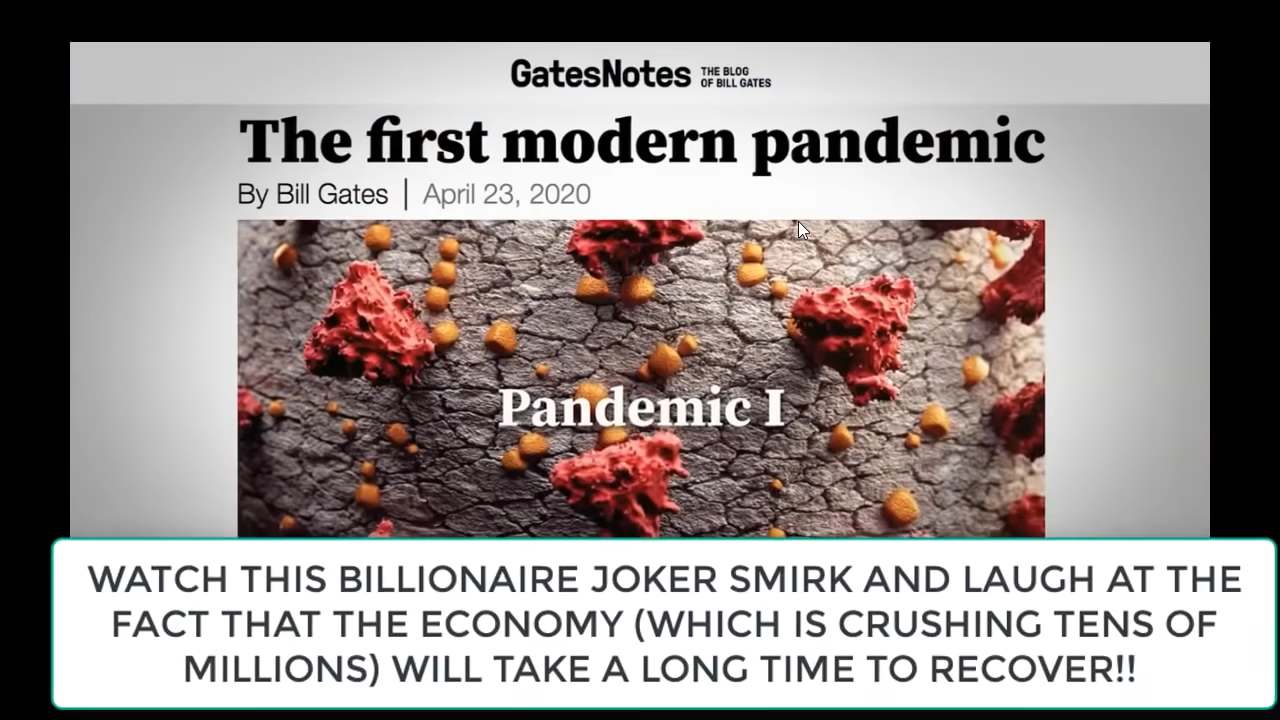 GatesNotes THE BLOG
OF BILL GATES
The first modern pandemic
By Bill Gates | April 23, 2020
Pandemic I
WATCH THIS BILLIONAIRE JOKER SMIRK AND LAUGH AT THE
FACT THAT THE ECONOMY (WHICH IS CRUSHING TENS OF
MILLIONS) WILL TAKE A LONG TIME TO RECOVER!!